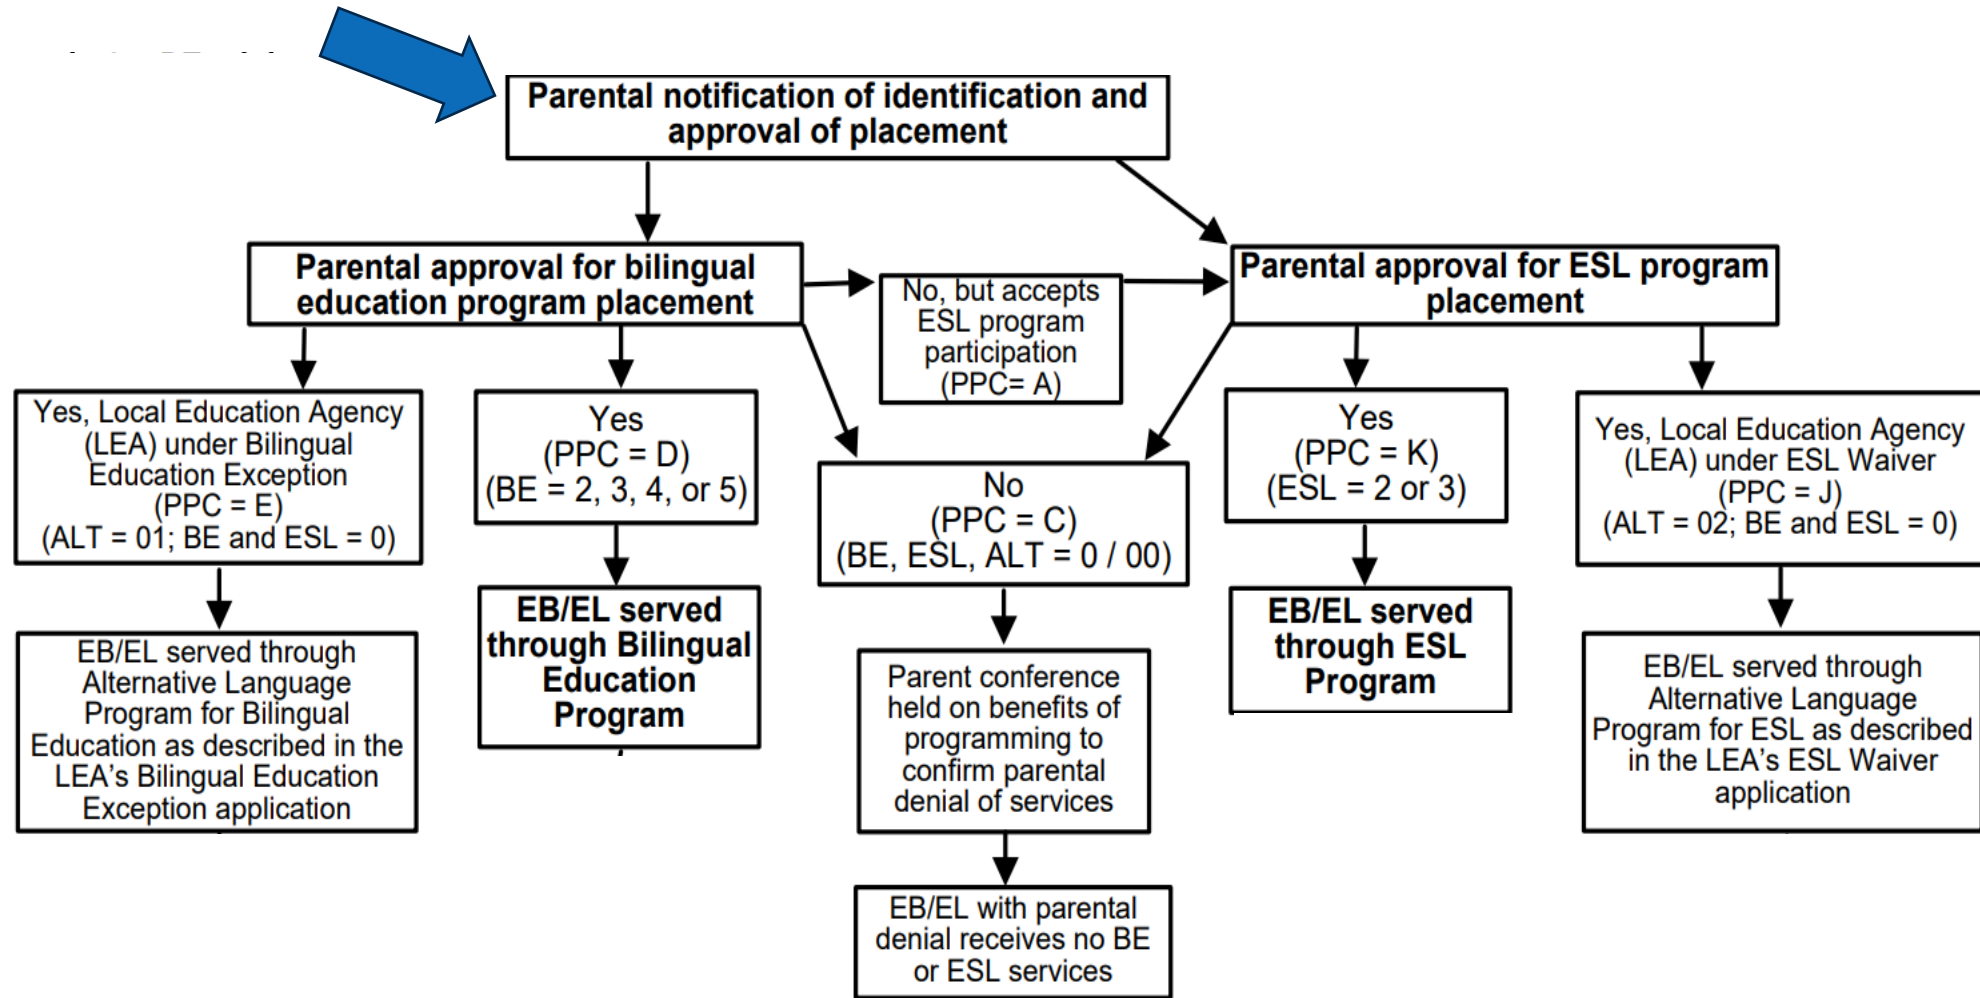 Parental notification of identification and
approval of placement
Parental approval for bilingual
education program placement
No, but accepts
ESL program
participation
(PPC= A)
Parental approval for ESL program
placement
Yes, Local Education Agency
(LEA) under Bilingual
Education Exception
(PPC = E)
(ALT = 01; BE and ESL = 0)
Yes
(PPC = D)
(BE = 2, 3, 4, or 5)
No
(PPC = C)
(BE, ESL, ALT = 0 / 00)
Yes
(PPC = K)
(ESL = 2 or 3)
Yes, Local Education Agency
(LEA) under ESL Waiver
(PPC = J)
(ALT = 02; BE and ESL = 0)
EB/EL served through
Alternative Language
Program for Bilingual
Education as described in the
LEA's Bilingual Education
Exception application
EB/EL served
through Bilingual
Education
Program
Parent conference
held on benefits of
programming to
confirm parental
denial of services
EB/EL served
through ESL
Program
EB/EL served through
Alternative Language
Program for ESL as described
in the LEA's ESL Waiver
application
EB/EL with parental
denial receives no BE
or ESL services